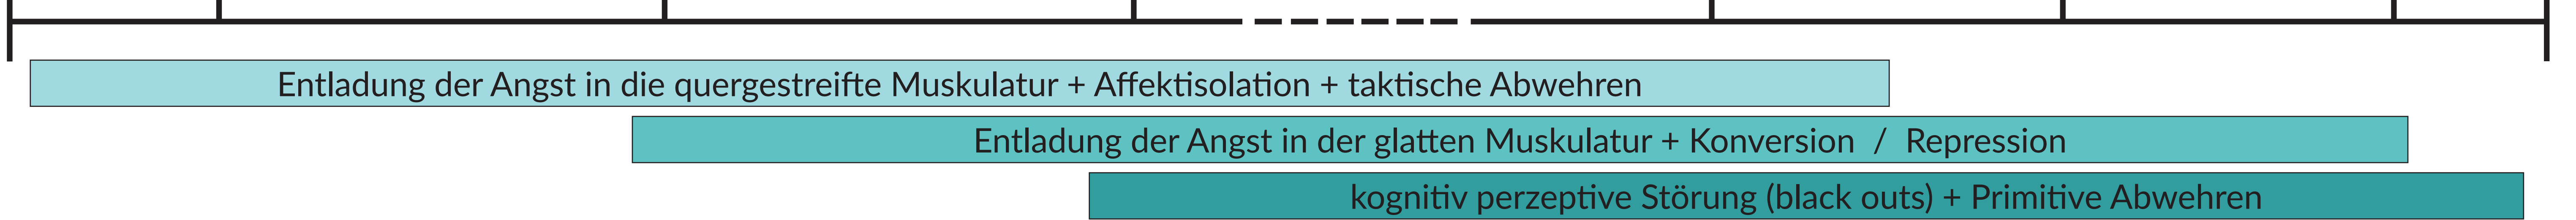 Entladung der Angst in die quergestreifte Muskulatur + Affektisolation + taktische Abwehren
Entladung der Angst in der glatten Muskulatur + Konversion / Repression
kognitiv perzeptive Störung (black outs) + Primitive Abwehren